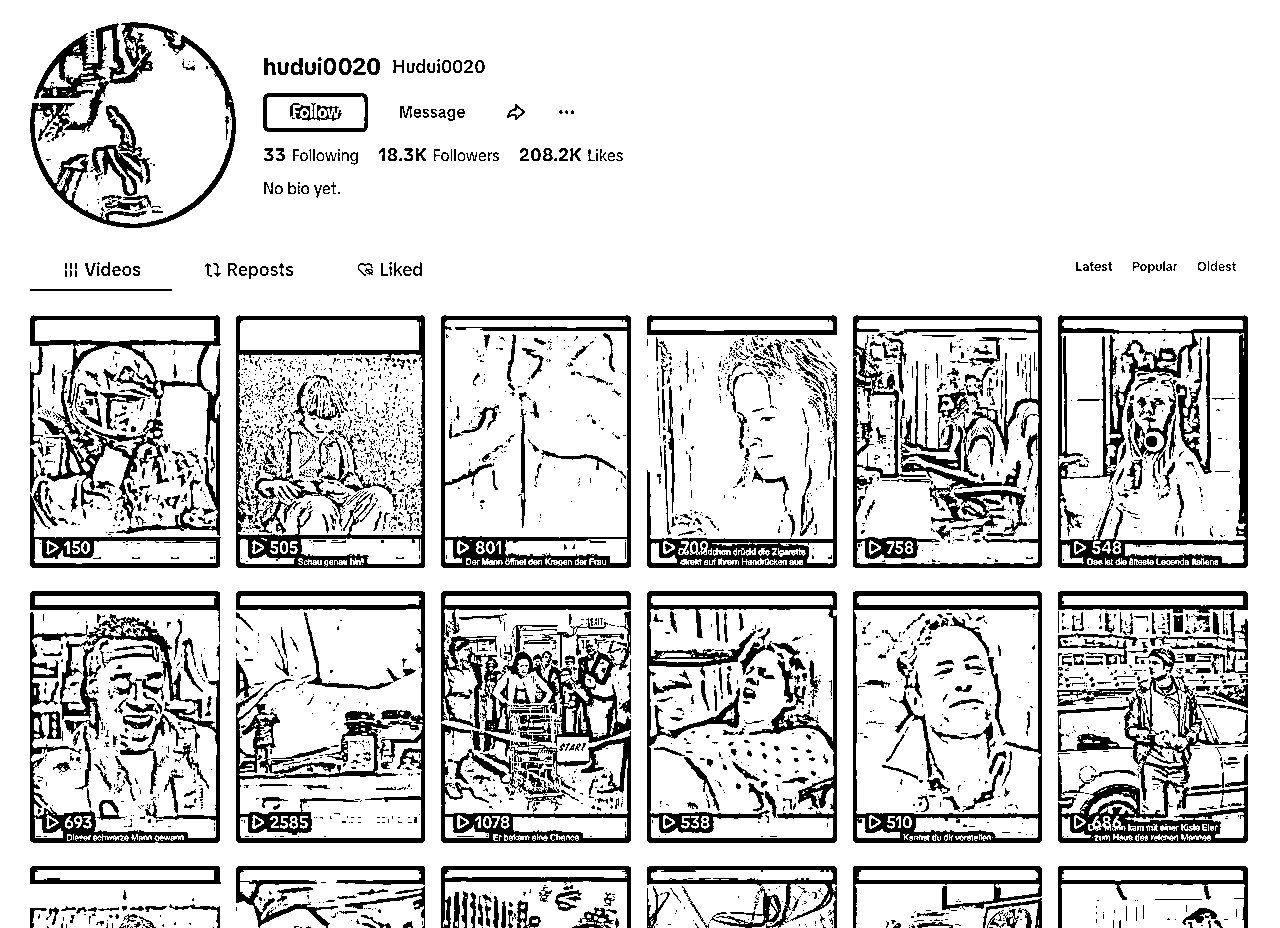 hudui0020 Hudui0020
Follow Message
33 Following 18.3K Followers 208.2K Likes
No bio yet.
Videos Reposts Liked
Latest Popular Oldest
150
505
Schau genau hin!
801
Der Mann öffnet den Kragen der Frau
709
Mädchen drückt die Zigarette
direkt auf ihrem Handrücken aus
758
548
Das ist die älteste Legende Italiens
693
Dieser schwarze Mann gewann
2585
START
1078
Er bekam eine Chance
538
510
Kannst du dir vorstellen
686
Der Mann kam mit einer Kiste Eier
zum Haus des reichen Mannes